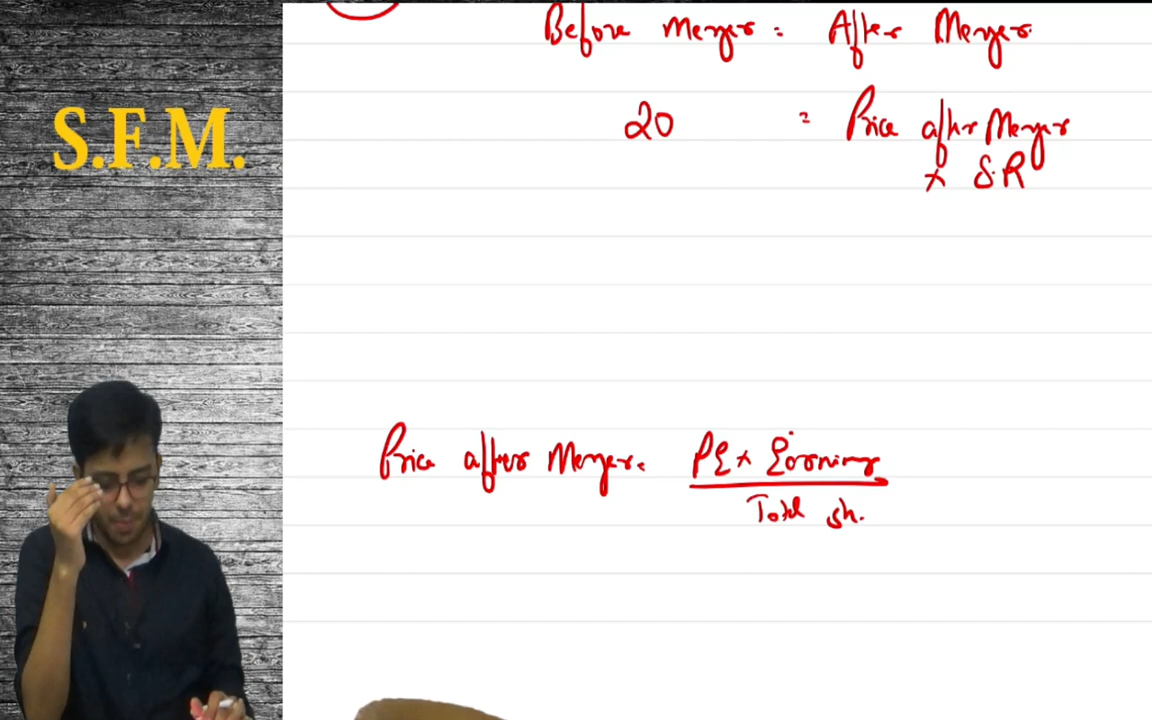 S.F.M.
Before Merger = After Merger
20 = Price after Merger
x S.R
Price after Merger = PE x Earning
Total sh.